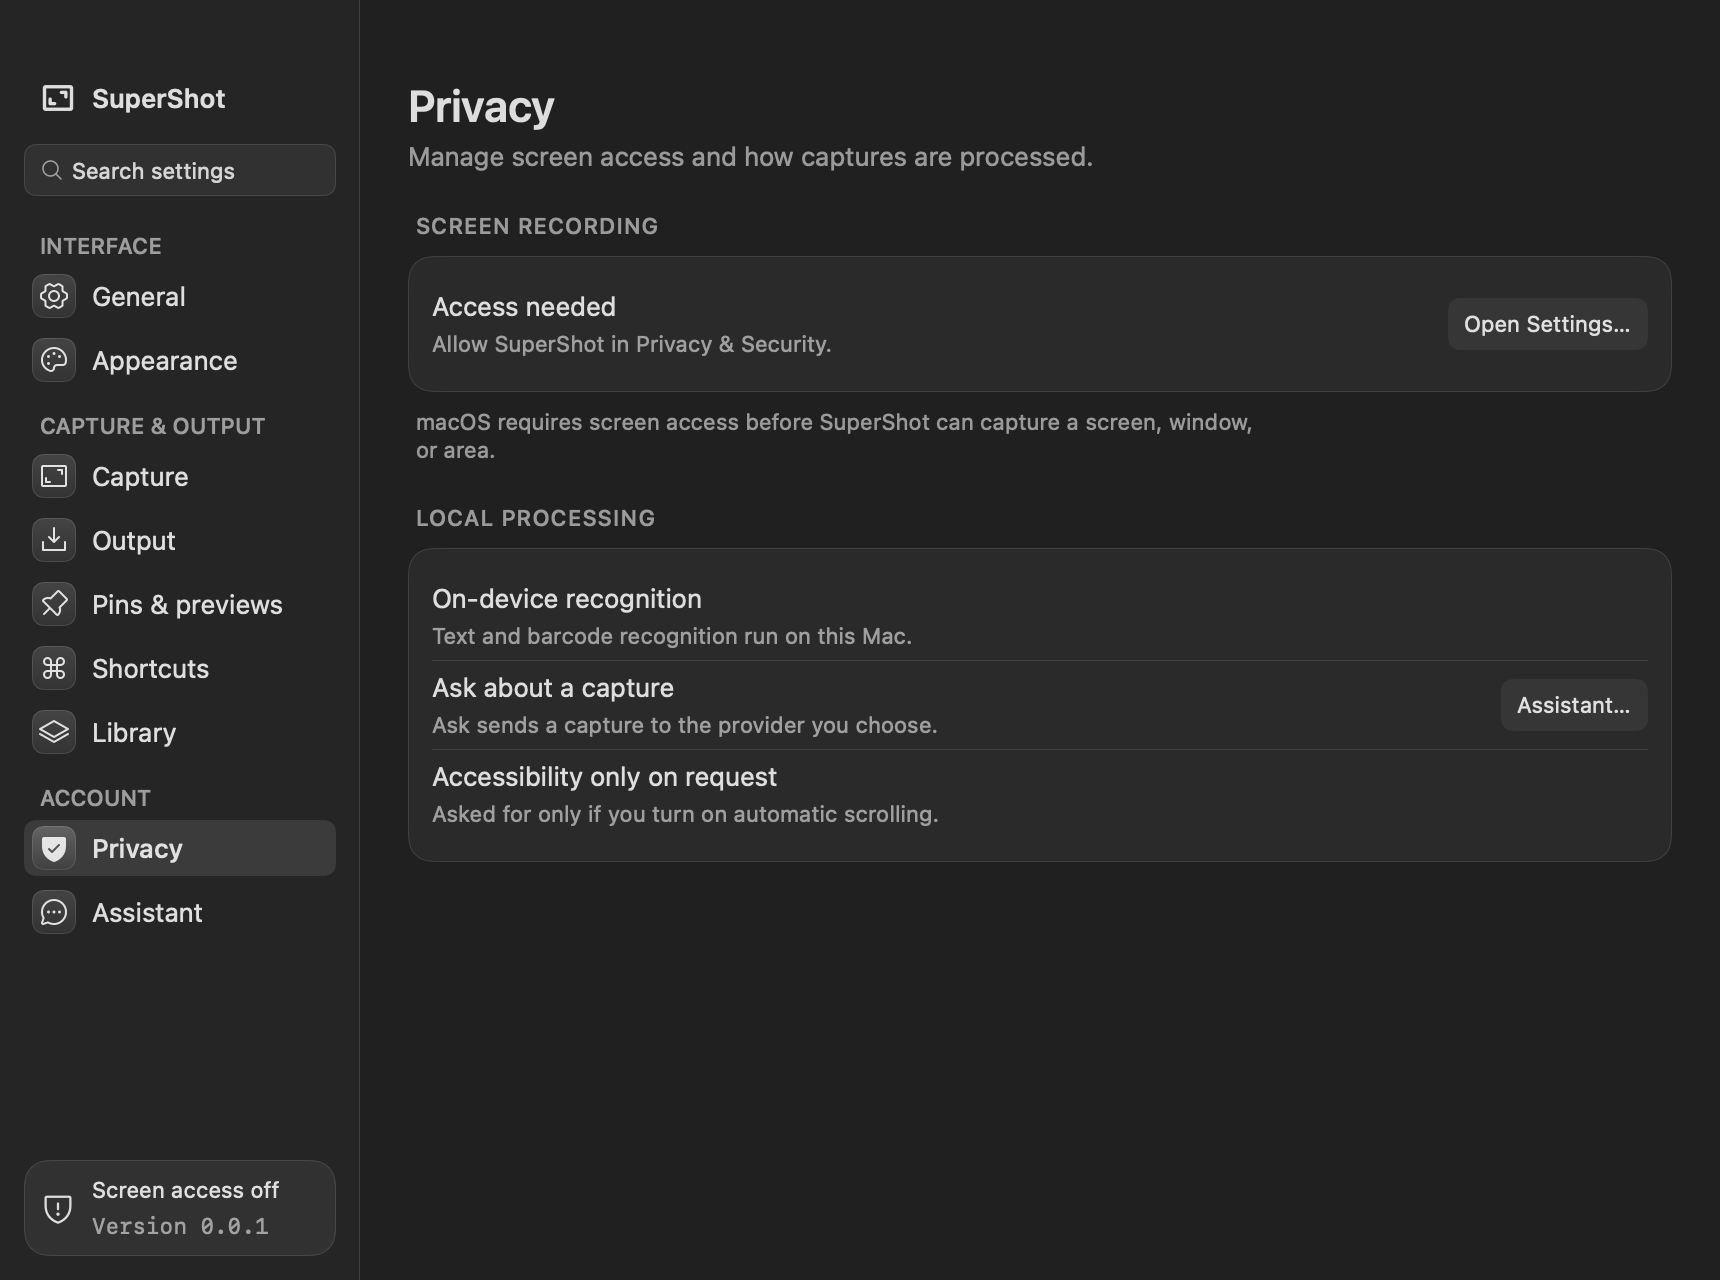 SuperShot
Search settings
INTERFACE
General
Appearance
CAPTURE & OUTPUT
Capture
Output
Pins & previews
Shortcuts
Library
ACCOUNT
Privacy
Assistant
Screen access off
Version 0.0.1
Privacy
Manage screen access and how captures are processed.
SCREEN RECORDING
Access needed
Allow SuperShot in Privacy & Security.
Open Settings...
macOS requires screen access before SuperShot can capture a screen, window,
or area.
LOCAL PROCESSING
On-device recognition
Text and barcode recognition run on this Mac.
Ask about a capture
Ask sends a capture to the provider you choose.
Assistant...
Accessibility only on request
Asked for only if you turn on automatic scrolling.